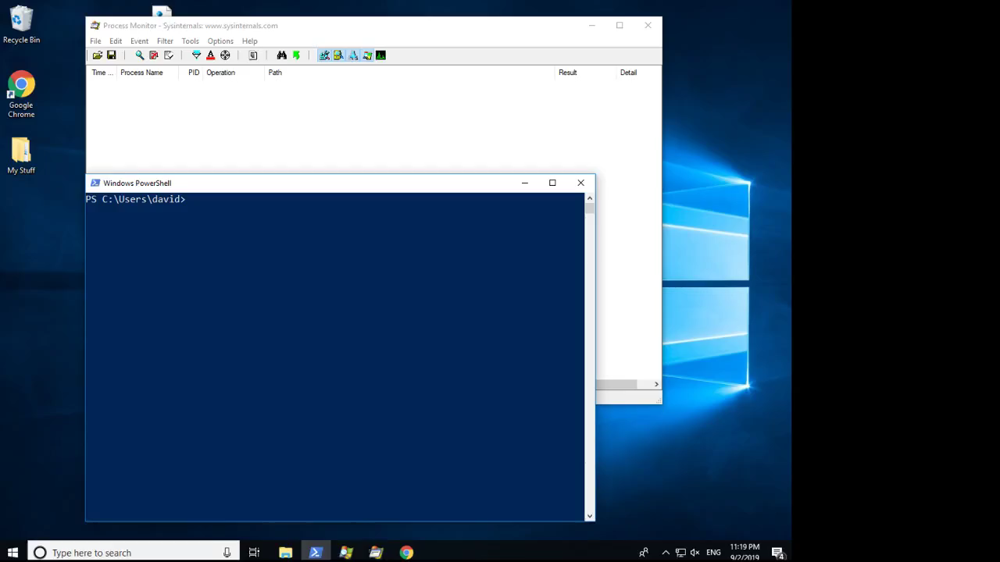 Recycle Bin
Google
Chrome
My Stuff
Process Monitor - Sysinternals: www.sysinternals.com
File Edit Event Filter Tools Options Help
Time ... Process Name PID Operation Path Result Detail
Windows PowerShell
PS C:\Users\david>
Type here to search
ENG
11:19 PM
9/2/2019
4